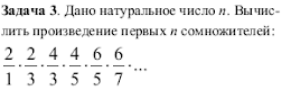 Задача 3. Дано натуральное число n. Вычис-
лить произведение первых n сомножителей:
2/1 · 2/3 · 4/3 · 4/5 · 6/5 · 6/7 · ...